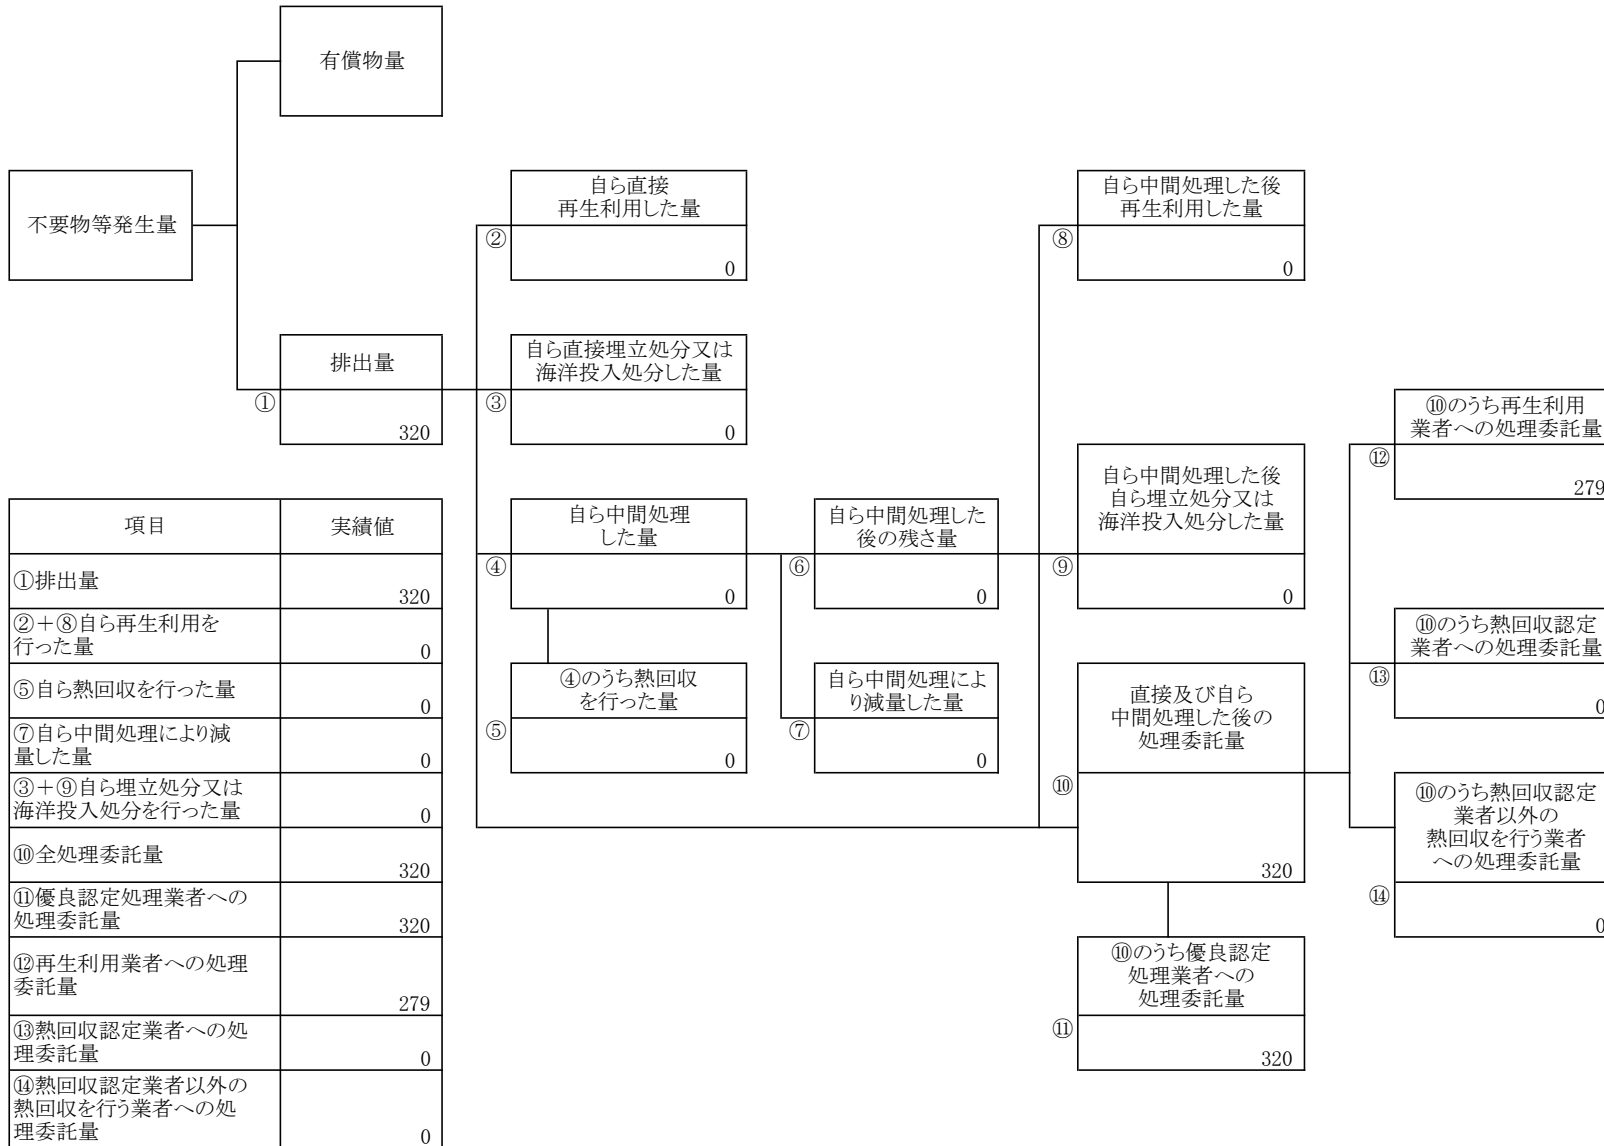 有償物量
不要物等発生量
自ら直接
再生利用した量
②
0
自ら中間処理した後
再生利用した量
⑧
0
排出量
①
320
自ら直接埋立処分又は
海洋投入処分した量
③
0
⑩のうち再生利用
業者への処理委託量
⑫
279
自ら中間処理
した量
④
0
自ら中間処理した
後の残さ量
⑥
0
自ら中間処理した後
自ら埋立処分又は
海洋投入処分した量
⑨
0
⑩のうち熱回収認定
業者への処理委託量
⑬
0
④のうち熱回収
を行った量
⑤
0
自ら中間処理によ
り減量した量
⑦
0
直接及び自ら
中間処理した後の
処理委託量
⑩
320
⑩のうち熱回収認定
業者以外の
熱回収を行う業者
への処理委託量
⑭
0
⑩のうち優良認定
処理業者への
処理委託量
⑪
320
項目 実績値
①排出量
320
②+⑧自ら再生利用を
行った量
0
⑤自ら熱回収を行った量
0
⑦自ら中間処理により減
量した量
0
③+⑨自ら埋立処分又は
海洋投入処分を行った量
0
⑩全処理委託量
320
⑪優良認定処理業者への
処理委託量
320
⑫再生利用業者への処理
委託量
279
⑬熱回収認定業者への処
理委託量
0
⑭熱回収認定業者以外の
熱回収を行う業者への処
理委託量
0